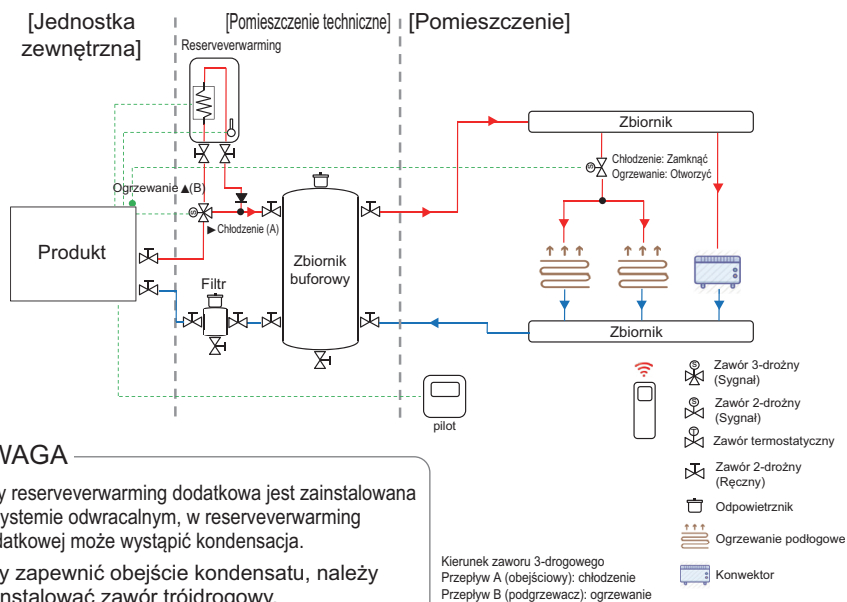 [Jednostka
zewnętrzna]
[Pomieszczenie techniczne]
[Pomieszczenie]
Reserveverwarming
Zbiornik
Chłodzenie: Zamknąć
Ogrzewanie: Otworzyć
Ogrzewanie ▲(B)
▶ Chłodzenie (A)
Produkt
Zbiornik
buforowy
Filtr
Zbiornik
pilot
S Zawór 3-drożny
(Sygnał)
S Zawór 2-drożny
(Sygnał)
T Zawór termostatyczny
Zawór 2-drożny
(Ręczny)
Odpowietrznik
Ogrzewanie podłogowe
Konwektor
WAGA
y reserveverwarming dodatkowa jest zainstalowana
ystemie odwracalnym, w reserveverwarming
datkowej może wystąpić kondensacja.
y zapewnić obejście kondensatu, należy
instalować zawór trójdrogowy.
Kierunek zaworu 3-drogowego
Przepływ A (obejściowy): chłodzenie
Przepływ B (podgrzewacz): ogrzewanie